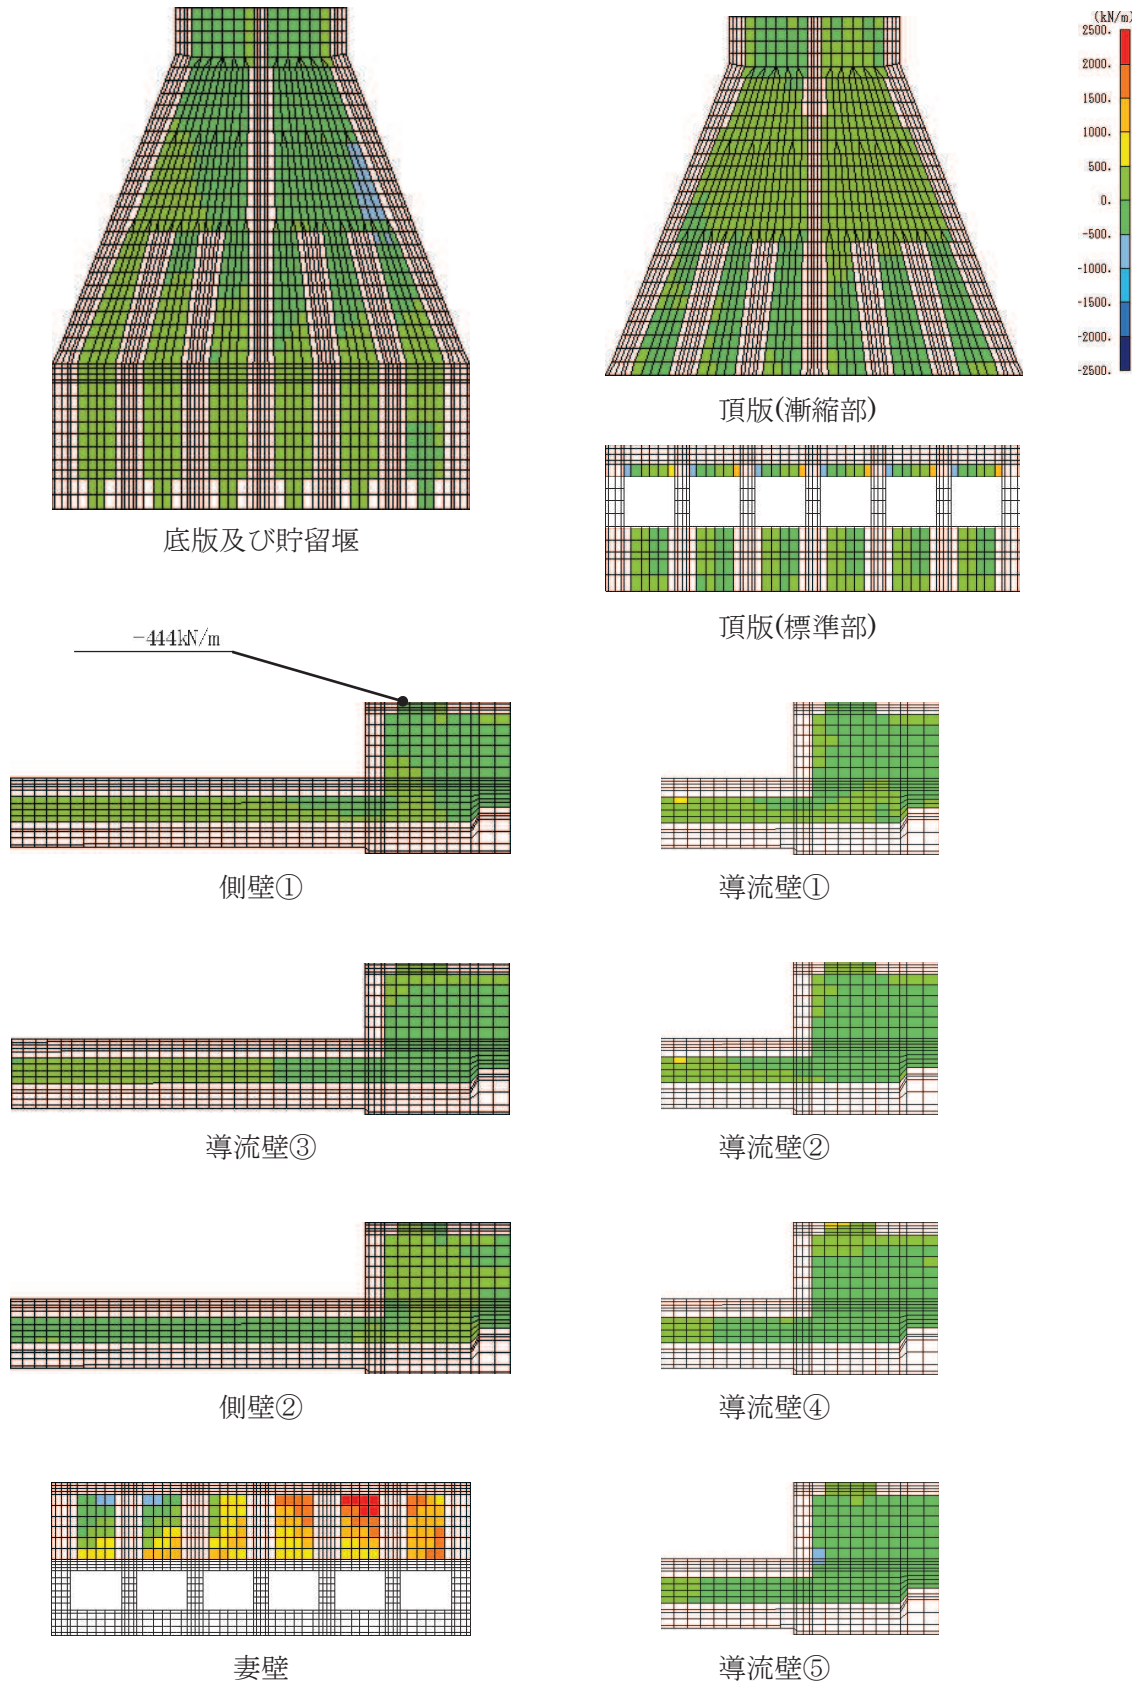 (kN/m)
2500.
2000.
1500.
1000.
500.
0.
-500.
-1000.
-1500.
-2000.
-2500.
頂版(漸縮部)
底版及び貯留堰
頂版(標準部)
-444kN/m
側壁①
導流壁①
導流壁③
導流壁②
側壁②
導流壁④
妻壁
導流壁⑤